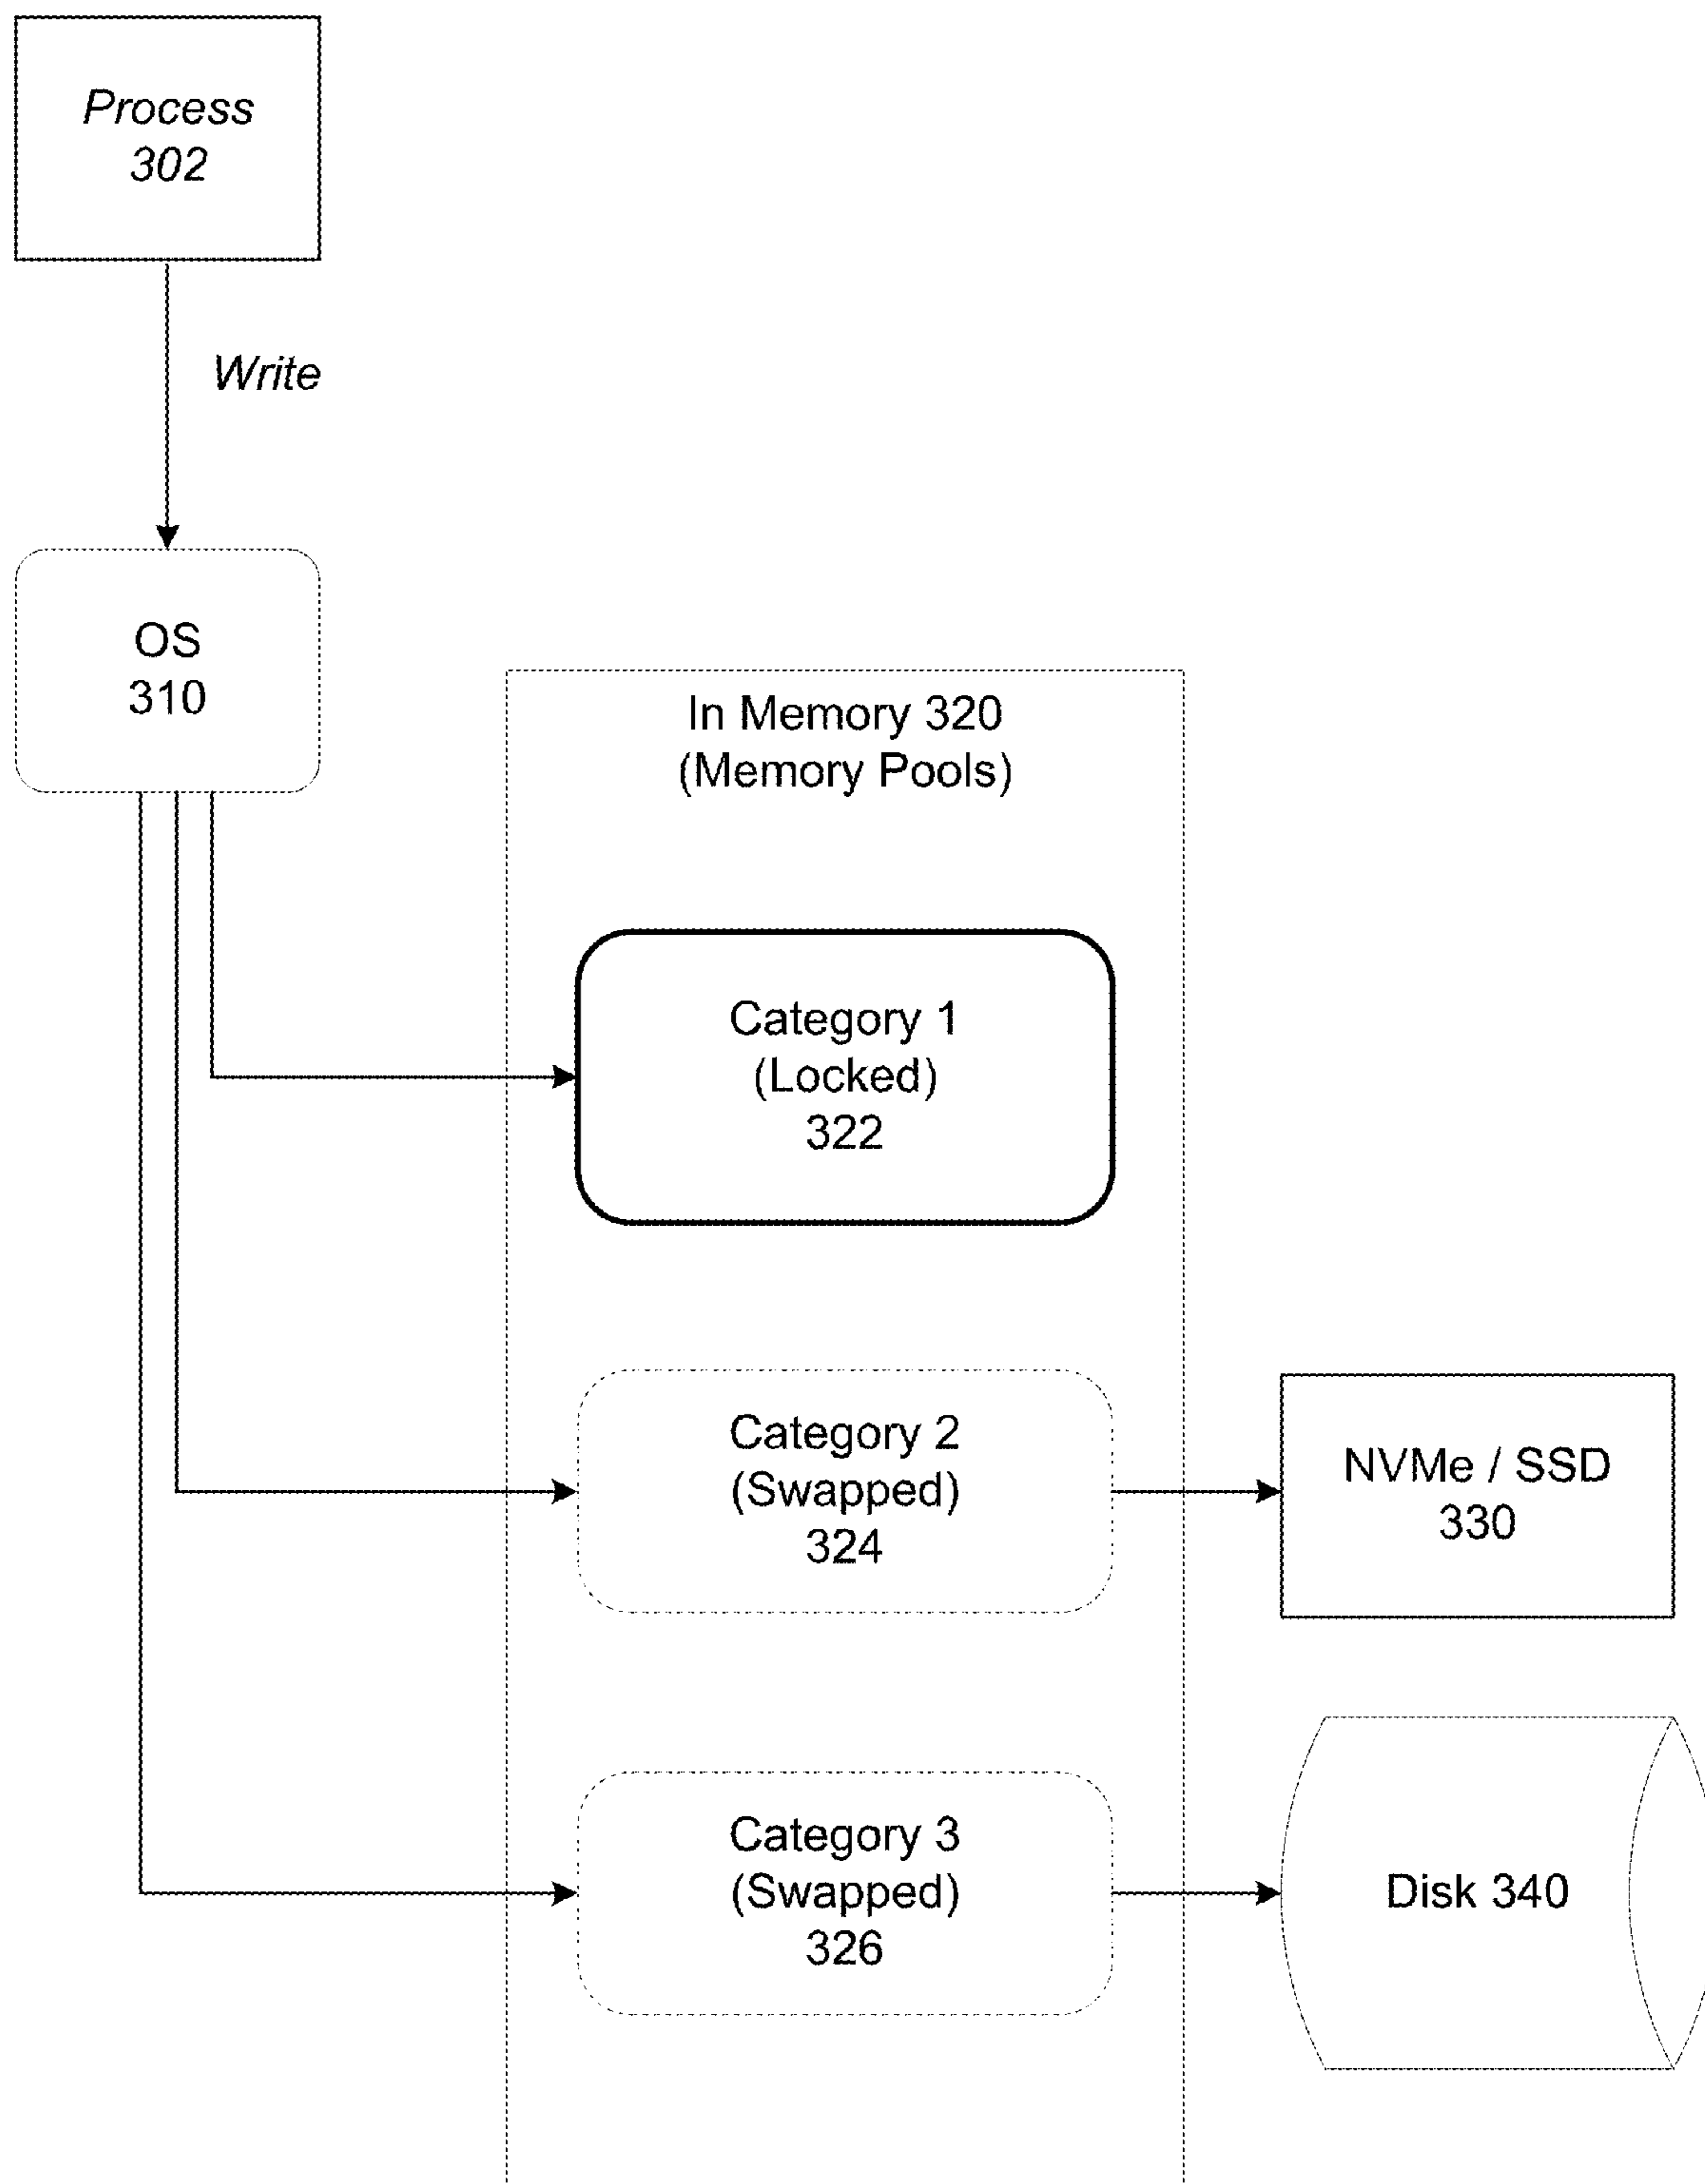 Process
302
Write
OS
310
In Memory 320
(Memory Pools)
Category 1
(Locked)
322
Category 2
(Swapped)
324
NVMe / SSD
330
Category 3
(Swapped)
326
Disk 340